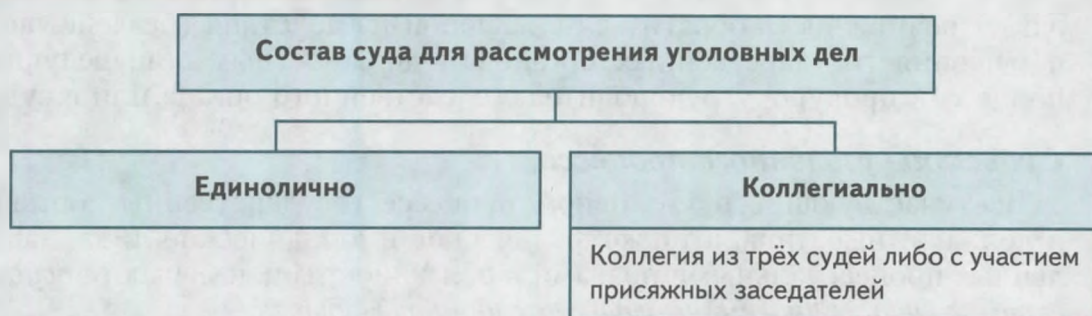 Состав суда для рассмотрения уголовных дел
Единолично
Коллегиально
Коллегия из трёх судей либо с участием
присяжных заседателей